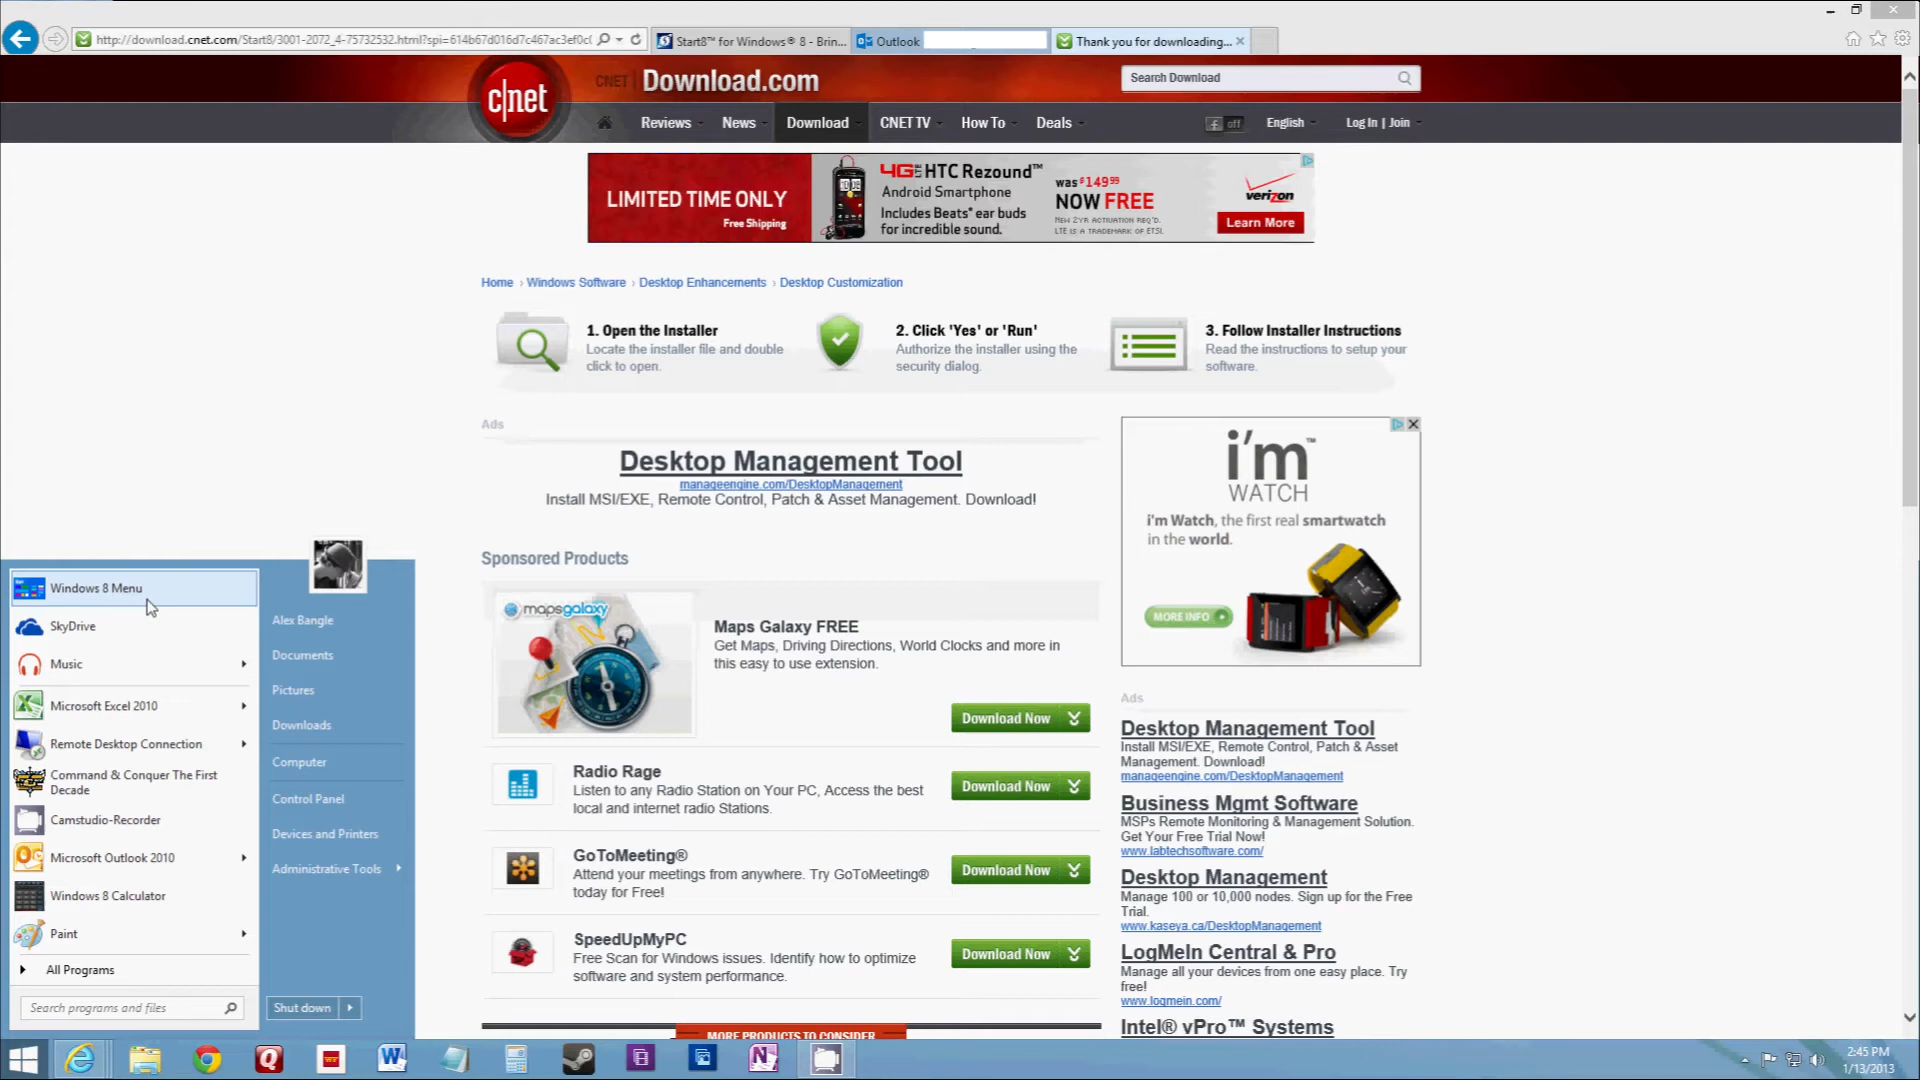 http://download.cnet.com/Start8/3001-2072_4-75732532.html?spi=614b67d016d7c467ac3ef0c(
Start8™ for Windows® 8 - Brin...
Outlook
Thank you for downloading...
c|net
CNET
Download.com
Search Download
Reviews
News
Download
CNET TV
How To
Deals
f off
English
Log In | Join
LIMITED TIME ONLY
Free Shipping
4G LTE HTC Rezound™
Android Smartphone
Includes Beats® ear buds
for incredible sound.
was $149.99
NOW FREE
NEW 2YR ACTIVATION REQ'D.
LTE IS A TRADEMARK OF ETSI.
verizon
Learn More
Home › Windows Software › Desktop Enhancements › Desktop Customization
1. Open the Installer
Locate the installer file and double
click to open.
2. Click 'Yes' or 'Run'
Authorize the installer using the
security dialog.
3. Follow Installer Instructions
Read the instructions to setup your
software.
Ads
Desktop Management Tool
manageengine.com/DesktopManagement
Install MSI/EXE, Remote Control, Patch & Asset Management. Download!
Sponsored Products
mapsgalaxy
Maps Galaxy FREE
Get Maps, Driving Directions, World Clocks and more in
this easy to use extension.
Download Now
Radio Rage
Listen to any Radio Station on Your PC, Access the best
local and internet radio Stations.
Download Now
GoToMeeting®
Attend your meetings from anywhere. Try GoToMeeting®
today for Free!
Download Now
SpeedUpMyPC
Free Scan for Windows issues. Identify how to optimize
software and system performance.
Download Now
MORE PRODUCTS TO CONSIDER
i'm™
WATCH
i'm Watch, the first real smartwatch
in the world.
MORE INFO
Ads
Desktop Management Tool
Install MSI/EXE, Remote Control, Patch & Asset
Management. Download!
manageengine.com/DesktopManagement
Business Mgmt Software
MSPs Remote Monitoring & Management Solution.
Get Your Free Trial Now!
www.labtechsoftware.com/
Desktop Management
Manage 100 or 10,000 nodes. Sign up for the Free
Trial.
www.kaseya.ca/DesktopManagement
LogMeIn Central & Pro
Manage all your devices from one easy place. Try
free!
www.logmein.com/
Intel® vPro™ Systems
Windows 8 Menu
SkyDrive
Music
Microsoft Excel 2010
Remote Desktop Connection
Command & Conquer The First
Decade
Camstudio-Recorder
Microsoft Outlook 2010
Windows 8 Calculator
Paint
All Programs
Search programs and files
Alex Bangle
Documents
Pictures
Downloads
Computer
Control Panel
Devices and Printers
Administrative Tools
Shut down
2:45 PM
1/13/2013